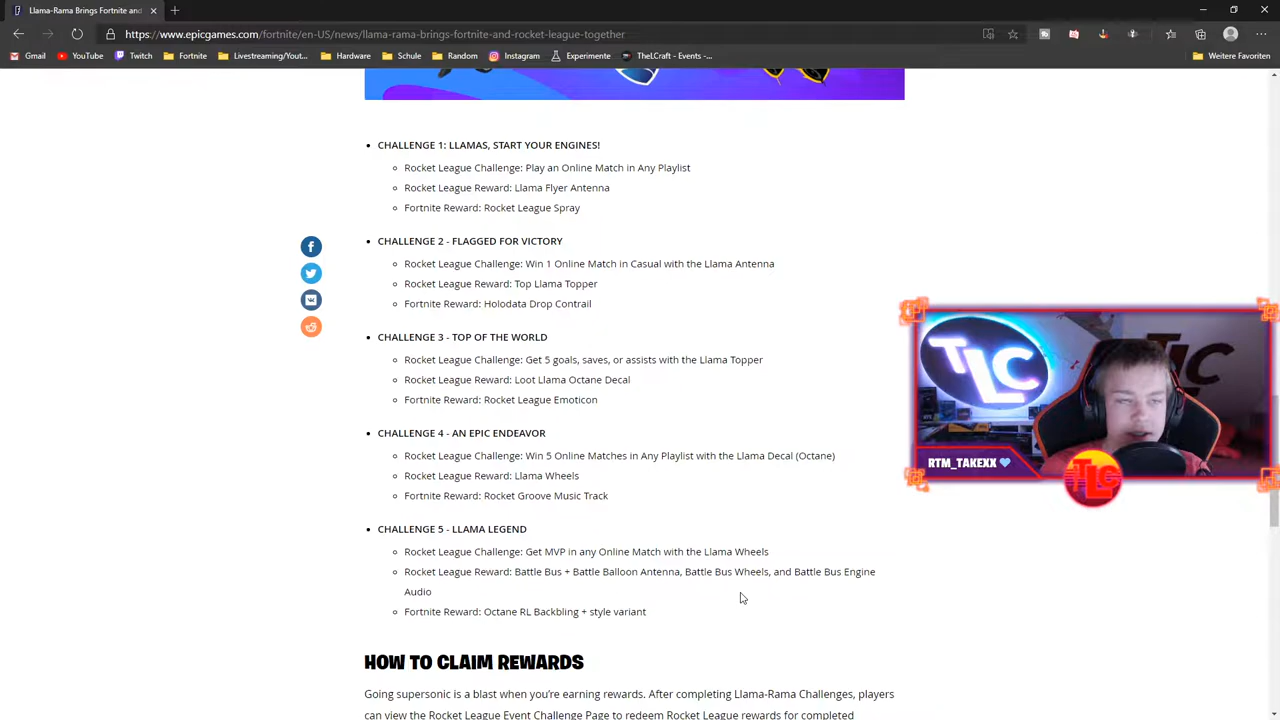 Llama-Rama Brings Fortnite and
https://www.epicgames.com/fortnite/en-US/news/llama-rama-brings-fortnite-and-rocket-league-together
Gmail YouTube Twitch Fortnite Livestreaming/Yout... Hardware Schule Random Instagram Experimente TheLCraft - Events -... Weitere Favoriten
CHALLENGE 1: LLAMAS, START YOUR ENGINES!
Rocket League Challenge: Play an Online Match in Any Playlist
Rocket League Reward: Llama Flyer Antenna
Fortnite Reward: Rocket League Spray
CHALLENGE 2 - FLAGGED FOR VICTORY
Rocket League Challenge: Win 1 Online Match in Casual with the Llama Antenna
Rocket League Reward: Top Llama Topper
Fortnite Reward: Holodata Drop Contrail
CHALLENGE 3 - TOP OF THE WORLD
Rocket League Challenge: Get 5 goals, saves, or assists with the Llama Topper
Rocket League Reward: Loot Llama Octane Decal
Fortnite Reward: Rocket League Emoticon
CHALLENGE 4 - AN EPIC ENDEAVOR
Rocket League Challenge: Win 5 Online Matches in Any Playlist with the Llama Decal (Octane)
Rocket League Reward: Llama Wheels
Fortnite Reward: Rocket Groove Music Track
CHALLENGE 5 - LLAMA LEGEND
Rocket League Challenge: Get MVP in any Online Match with the Llama Wheels
Rocket League Reward: Battle Bus + Battle Balloon Antenna, Battle Bus Wheels, and Battle Bus Engine
Audio
Fortnite Reward: Octane RL Backbling + style variant
HOW TO CLAIM REWARDS
Going supersonic is a blast when you're earning rewards. After completing Llama-Rama Challenges, players
can view the Rocket League Event Challenge Page to redeem Rocket League rewards for completed
TLC
TLC
RTM_TAKEXX
TLC